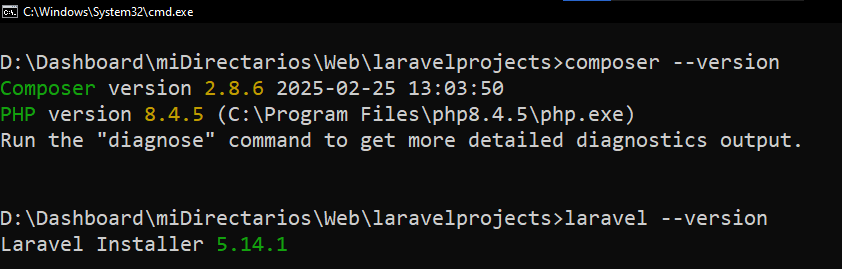 C:\Windows\System32\cmd.exe
D:\Dashboard\miDirectarios\Web\laravelprojects>composer --version
Composer version 2.8.6 2025-02-25 13:03:50
PHP version 8.4.5 (C:\Program Files\php8.4.5\php.exe)
Run the "diagnose" command to get more detailed diagnostics output.
D:\Dashboard\miDirectarios\Web\laravelprojects>laravel --version
Laravel Installer 5.14.1